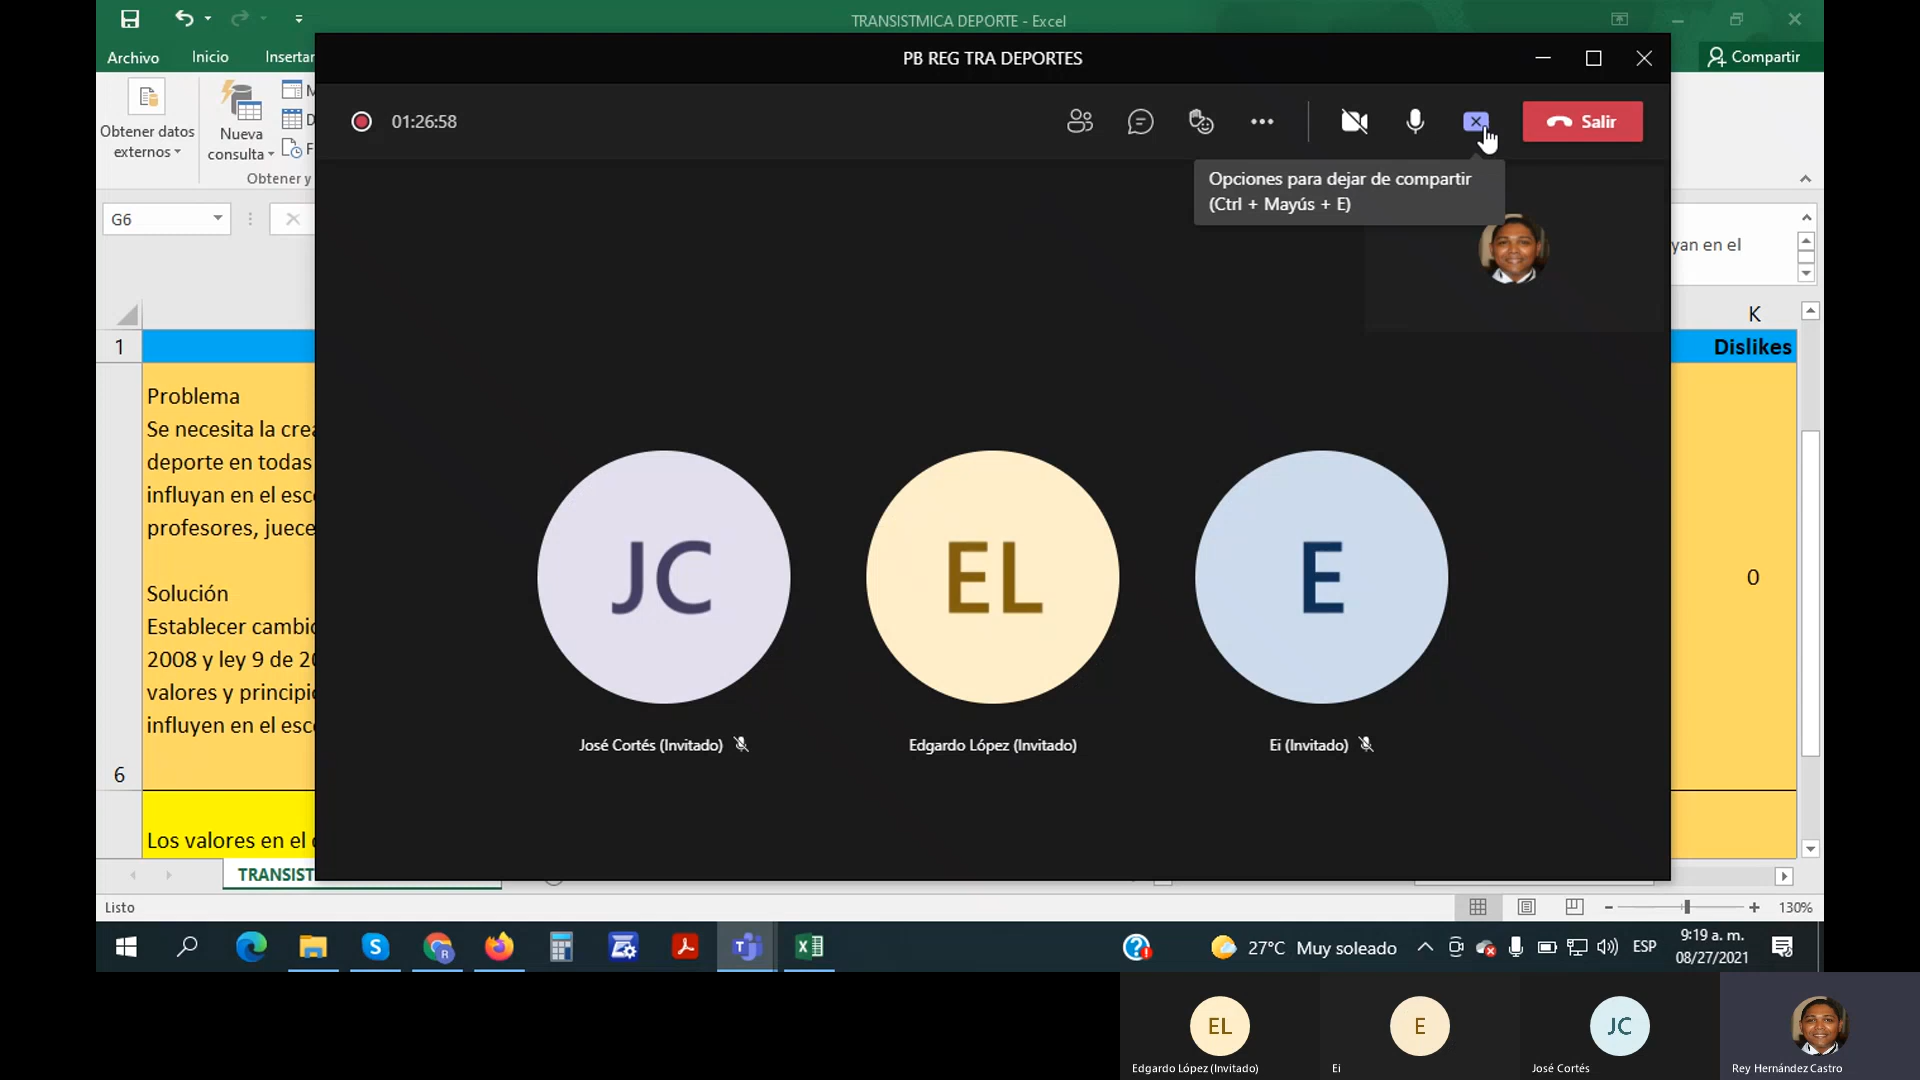 TRANSISTMICA DEPORTE - Excel
Archivo
Inicio
Insertar
Compartir
PB REG TRA DEPORTES
01:26:58
Salir
Opciones para dejar de compartir
(Ctrl + Mayús + E)
Obtener datos
externos
Nueva
consulta
Obtener y
G6
yan en el
K
1
Dislikes
Problema
Se necesita la crea
deporte en todas
influyan en el esc
profesores, juece
Solución
Establecer cambio
2008 y ley 9 de 20
valores y principi
influyen en el esc
0
6
Los valores en el
JC
EL
E
José Cortés (Invitado)
Edgardo López (Invitado)
Ei (Invitado)
TRANSIST
Listo
130%
27°C Muy soleado
ESP
9:19 a. m.
08/27/2021
EL
E
JC
Edgardo López (Invitado)
Ei
José Cortés
Rey Hernández Castro